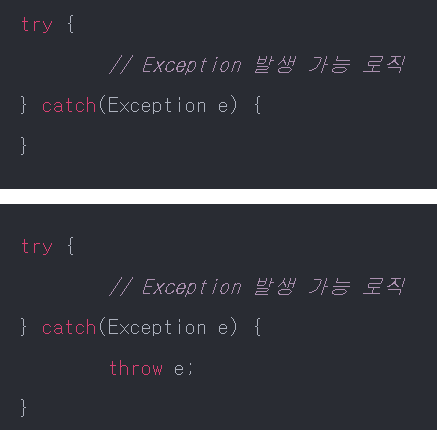 try {
// Exception 발생 가능 로직
} catch(Exception e) {
}
try {
// Exception 발생 가능 로직
} catch(Exception e) {
throw e;
}